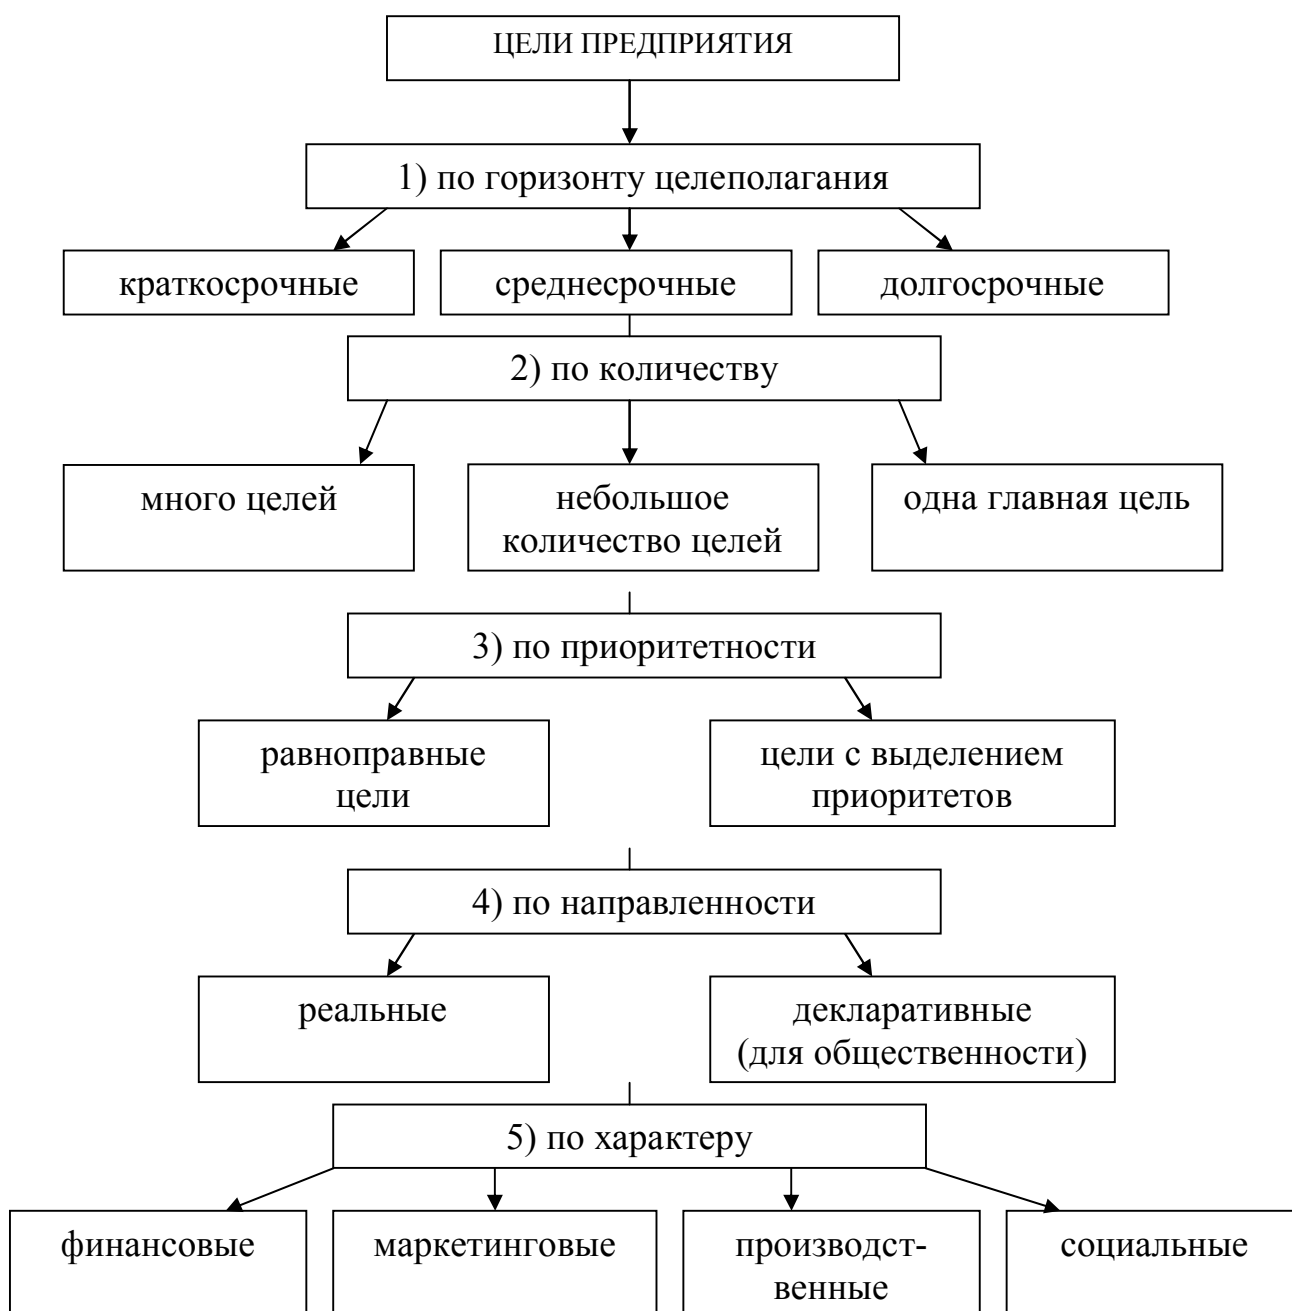 ЦЕЛИ ПРЕДПРИЯТИЯ
1) по горизонту целеполагания
краткосрочные
среднесрочные
долгосрочные
2) по количеству
много целей
небольшое
количество целей
одна главная цель
3) по приоритетности
равноправные
цели
цели с выделением
приоритетов
4) по направленности
реальные
декларативные
(для общественности)
5) по характеру
финансовые
маркетинговые
производст-
венные
социальные